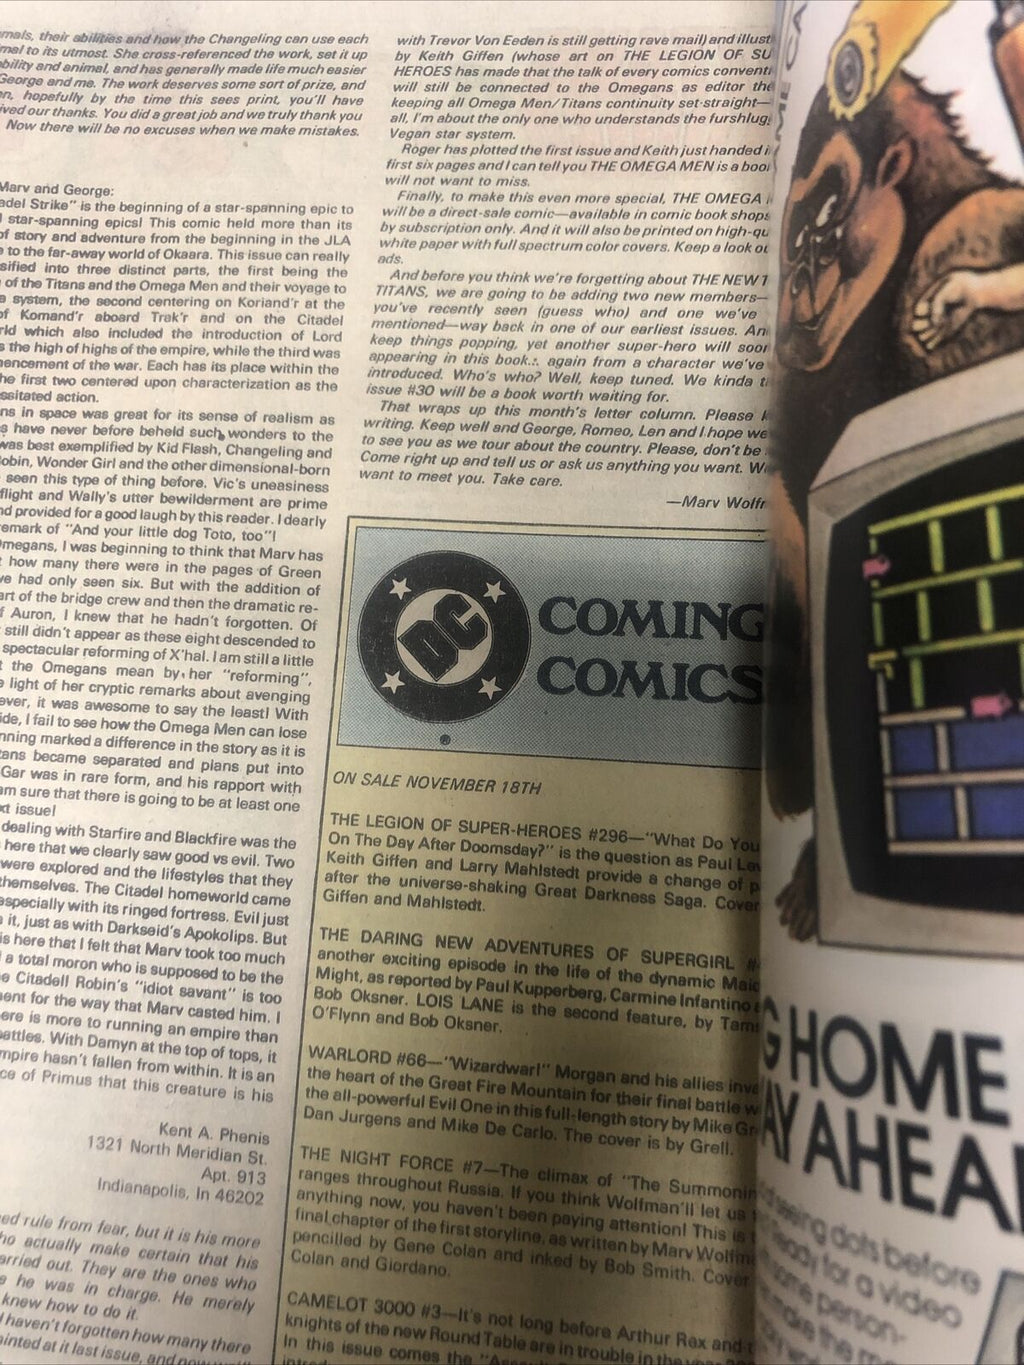 mals, their abilities and how the Changeling can use each
mal to its utmost. She cross-referenced the work, set it up
bility and animal, and has generally made life much easier
George and me. The work deserves some sort of prize, and
n, hopefully by the time this sees print, you'll have
ived our thanks. You did a great job and we truly thank you
Now there will be no excuses when we make mistakes.
Marv and George:
adel Strike" is the beginning of a star-spanning epic to
l star-spanning epics! This comic held more than its
of story and adventure from the beginning in the JLA
e to the far-away world of Okaara. This issue can really
sified into three distinct parts, the first being the
of the Titans and the Omega Men and their voyage to
a system, the second centering on Koriand'r at the
of Komand'r aboard Trak'r and on the Citadel
rld which also included the introduction of Lord
s the high of highs of the empire, while the third was
encement of the war. Each has its place within the
he first two centered upon characterization as the
ssitated action.
ns in space was great for its sense of realism as
s have never before beheld such wonders to the
was best exemplified by Kid Flash, Changeling and
obin, Wonder Girl and the other dimensional-born
seen this type of thing before. Vic's uneasiness
flight and Wally's utter bewilderment are prime
nd provided for a good laugh by this reader. I dearly
emark of "And your little dog Toto, too"!
megans, I was beginning to think that Marv has
t how many there were in the pages of Green
ve had only seen six. But with the addition of
art of the bridge crew and then the dramatic re-
f Auron, I knew that he hadn't forgotten. Of
still didn't appear as these eight descended to
spectacular reforming of X'hal. I am still a little
t the Omegans mean by her "reforming",
e light of her cryptic remarks about avenging
ever, it was awesome to say the least! With
ide, I fail to see how the Omega Men can lose
nning marked a difference in the story as it is
tans became separated and plans put into
Gar was in rare form, and his rapport with
am sure that there is going to be at least one
xt issue!
dealing with Starfire and Blackfire was the
here that we clearly saw good vs evil. Two
were explored and the lifestyles that they
themselves. The Citadel homeworld came
especially with its ringed fortress. Evil just
it, just as with Darkseid's Apokolips. But
is here that I felt that Marv took too much
a total moron who is supposed to be the
e Citadel! Robin's "idiot savant" is too
ent for the way that Marv casted him. I
ere is more to running an empire than
attles. With Damyn at the top of tops, it
mpire hasn't fallen from within. It is an
ce of Primus that this creature is his
Kent A. Phenis
1321 North Meridian St.
Apt. 913
Indianapolis, In 46202
ed rule from fear, but it is his more
ho actually make certain that his
arried out. They are the ones who
e he was in charge. He merely
knew how to do it.
I haven't forgotten how many there
ointed at it last issue, and now
with Trevor Von Eeden is still getting rave mail) and illust
by Keith Giffen (whose art on THE LEGION OF SU
HEROES has made that the talk of every comics conventi
will still be connected to the Omegans as editor the
keeping all Omega Men/Titans continuity set straight—
all, I'm about the only one who understands the furshlug
Vegan star system.
Roger has plotted the first issue and Keith just handed i
first six pages and I can tell you THE OMEGA MEN is a book
will not want to miss.
Finally, to make this even more special, THE OMEGA
will be a direct-sale comic—available in comic book shops
by subscription only. And it will also be printed on high-qu
white paper with full spectrum color covers. Keep a look ou
ads.
And before you think we're forgetting about THE NEW T
TITANS, we are going to be adding two new members—
you've recently seen (guess who) and one we've
mentioned—way back in one of our earliest issues. An
keep things popping, yet another super-hero will soon
appearing in this book... again from a character we've
introduced. Who's who? Well, keep tuned. We kinda t
issue #30 will be a book worth waiting for.
That wraps up this month's letter column. Please k
writing. Keep well and George, Romeo, Len and I hope we
to see you as we tour about the country. Please, don't be
Come right up and tell us or ask us anything you want. We
want to meet you. Take care.
—Marv Wolfm
DC
COMING
COMICS
ON SALE NOVEMBER 18TH
THE LEGION OF SUPER-HEROES #296—"What Do You
On The Day After Doomsday?" is the question as Paul Lev
Keith Giffen and Larry Mahlstedt provide a change of p
after the universe-shaking Great Darkness Saga. Cover
Giffen and Mahlstedt.
THE DARING NEW ADVENTURES OF SUPERGIRL #
another exciting episode in the life of the dynamic Maid
Might, as reported by Paul Kupperberg, Carmine Infantino
Bob Oksner. LOIS LANE is the second feature, by Tams
O'Flynn and Bob Oksner.
WARLORD #66—"Wizardwar!" Morgan and his allies inva
the heart of the Great Fire Mountain for their final battle w
the all-powerful Evil One in this full-length story by Mike Gr
Dan Jurgens and Mike De Carlo. The cover is by Grell.
THE NIGHT FORCE #7—The climax of "The Summonin
ranges throughout Russia. If you think Wolfman'll let us
anything now, you haven't been paying attention! This is t
final chapter of the first storyline, as written by Marv Wolfma
pencilled by Gene Colan and inked by Bob Smith. Cover
Colan and Giordano.
CAMELOT 3000 #3—It's not long before Arthur Rex and
knights of the new Round Table are in trouble in the
In this issue comes the
G HOME
AY AHEA
seeing dots before
Ready for a video
some person-
make the